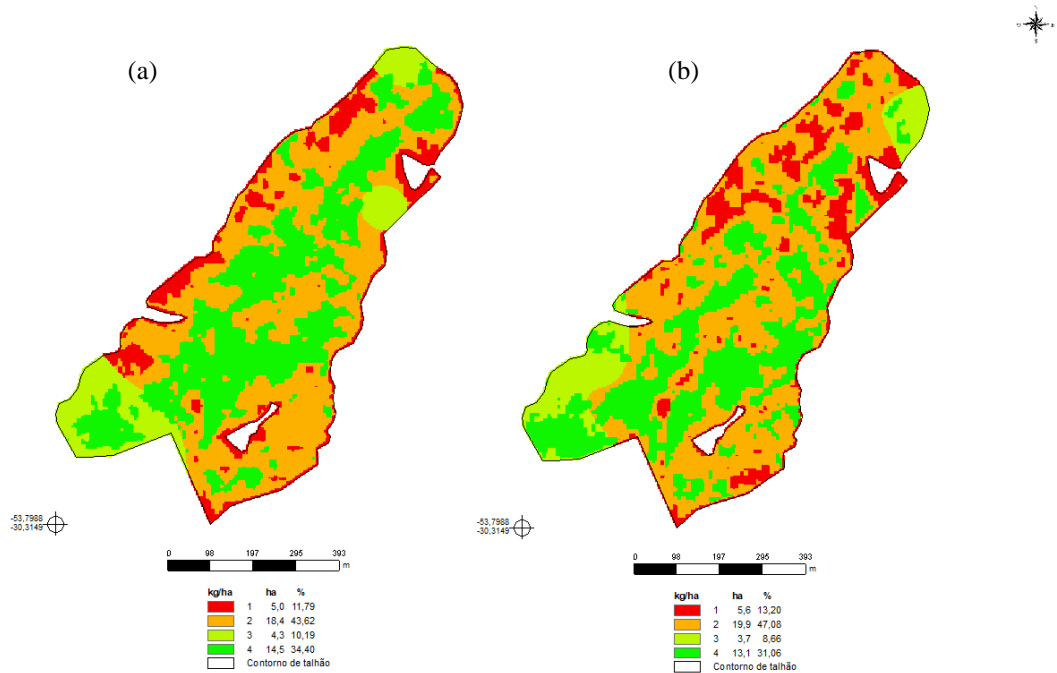 (a)
(b)
-53,7988
-30,3149
0 98 197 295 393
m
kg/ha ha %
1 5,0 11,79
2 18,4 43,62
3 4,3 10,19
4 14,5 34,40
Contorno de talhão
-53,7988
-30,3149
0 98 197 295 393
m
kg/ha ha %
1 5,6 13,20
2 19,9 47,08
3 3,7 8,66
4 13,1 31,06
Contorno de talhão